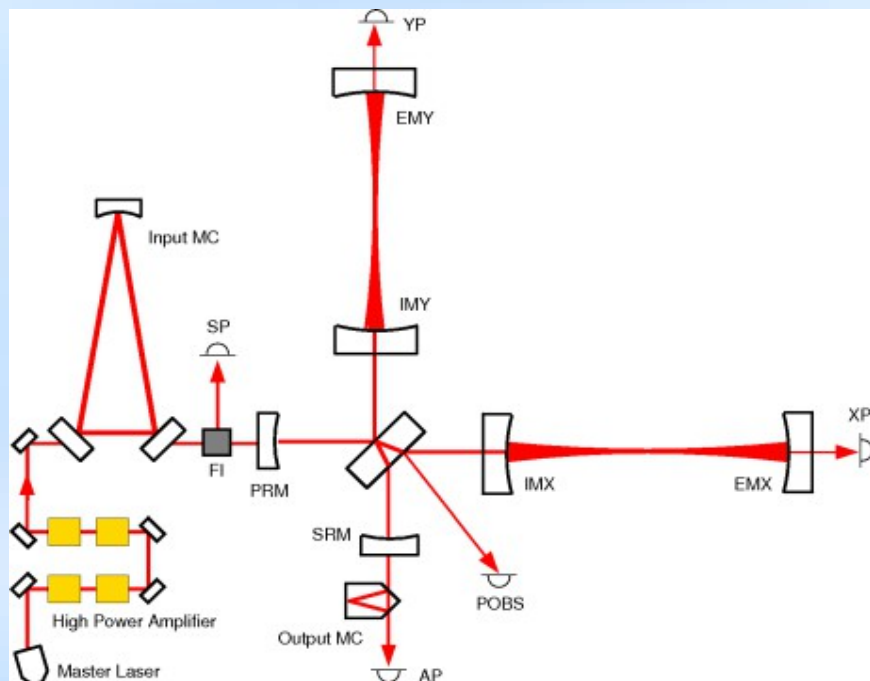 YP
EMY
Input MC
IMY
SP
XP
FI
PRM
IMX
EMX
SRM
POBS
High Power Amplifier
Output MC
Master Laser
AP